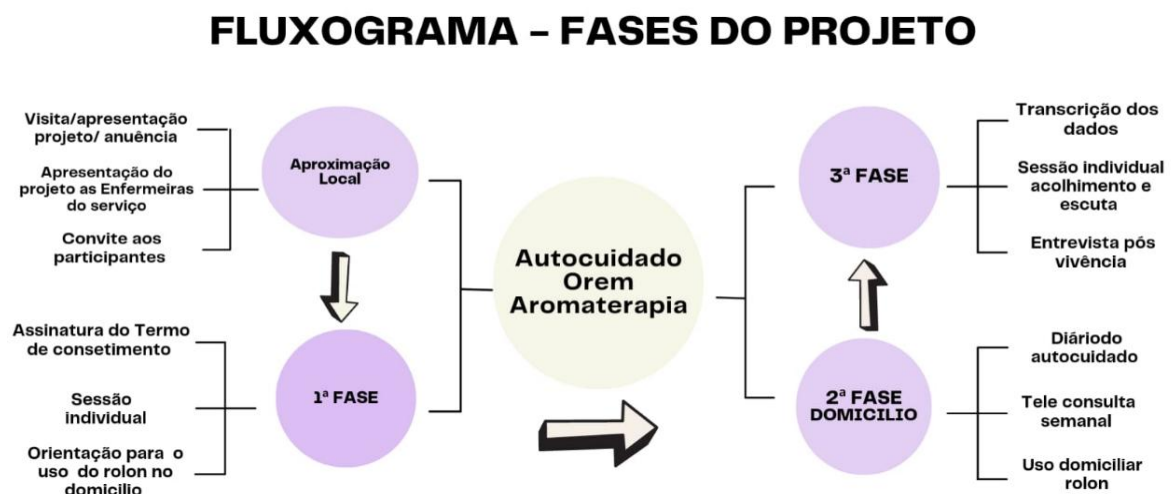 FLUXOGRAMA – FASES DO PROJETO
Visita/apresentação
projeto/ anuência
Apresentação do
projeto as Enfermeiras
do serviço
Convite aos
participantes
Aproximação
Local
Assinatura do Termo
de consetimento
Sessão
individual
Orientação para o
uso do rolon no
domicilio
1ª FASE
Autocuidado
Orem
Aromaterapia
2ª FASE
DOMICILIO
Diáriodo
autocuidado
Tele consulta
semanal
Uso domiciliar
rolon
3ª FASE
Transcrição dos
dados
Sessão individual
acolhimento e
escuta
Entrevista pós
vivência